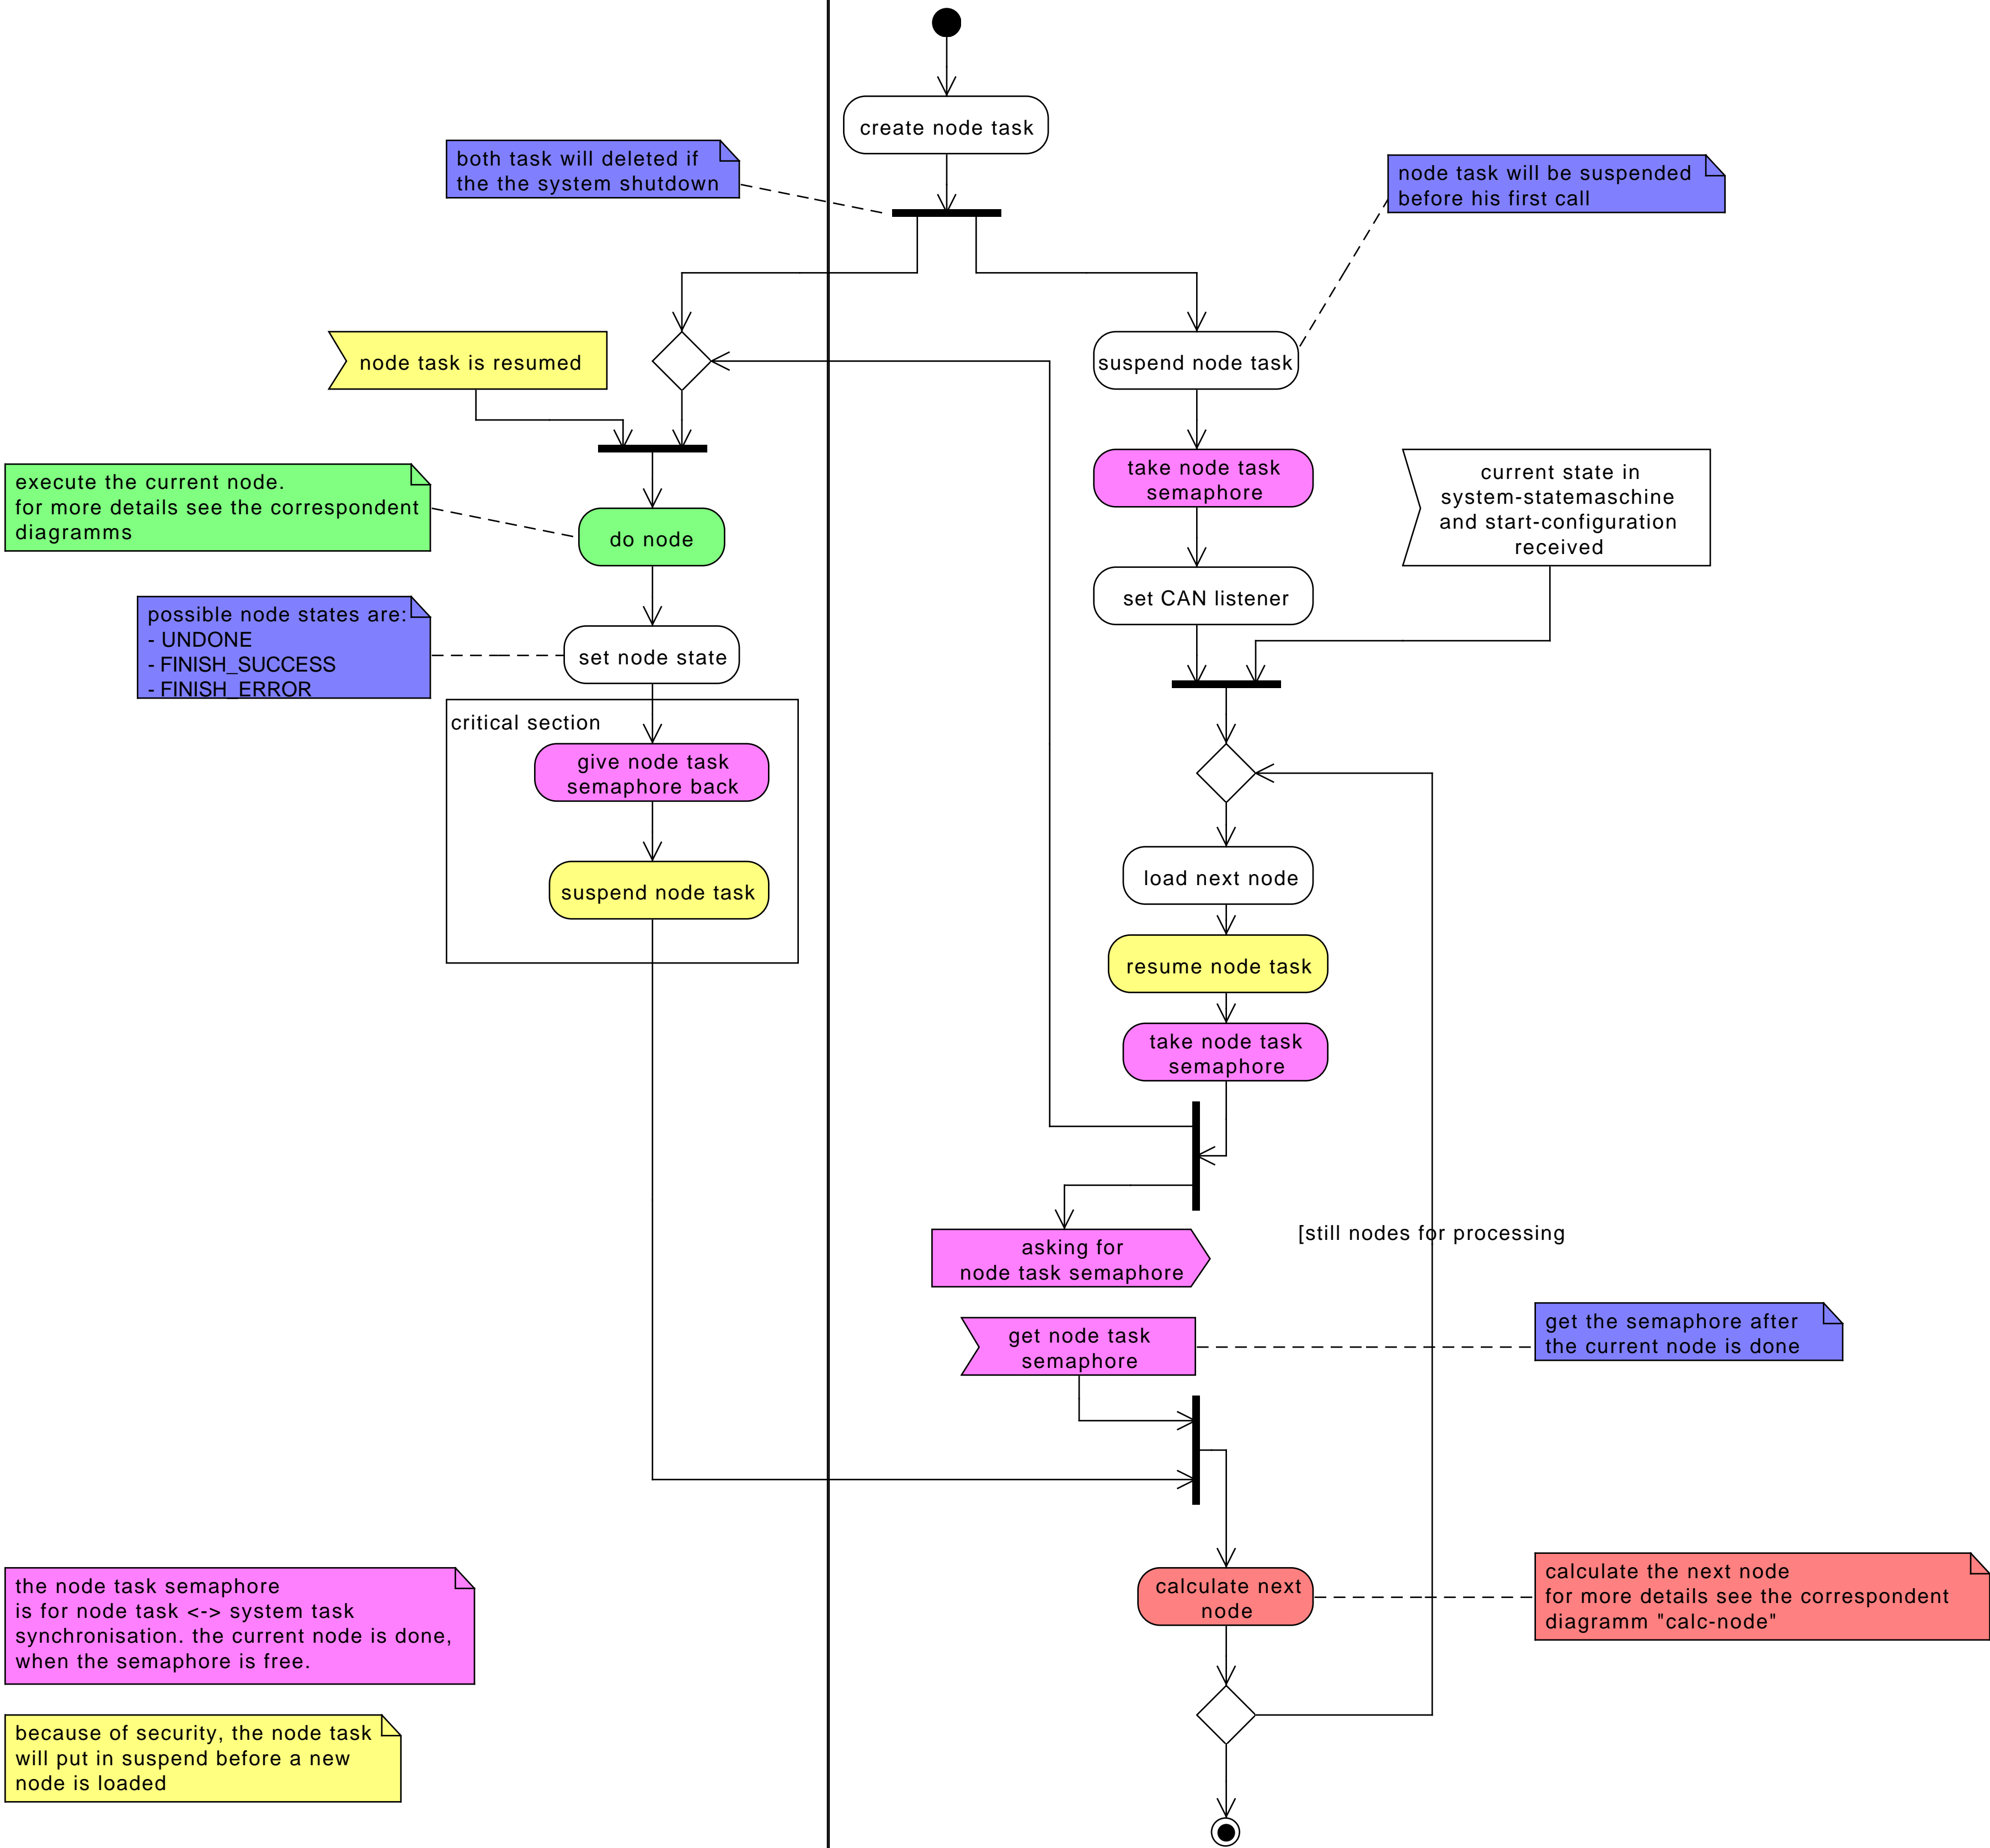 create node task
both task will deleted if
the the system shutdown
node task will be suspended
before his first call
node task is resumed
suspend node task
execute the current node.
for more details see the correspondent
diagramms
take node task
semaphore
current state in
system-statemaschine
and start-configuration
received
do node
set CAN listener
possible node states are:
- UNDONE
- FINISH_SUCCESS
- FINISH_ERROR
set node state
critical section
give node task
semaphore back
suspend node task
load next node
resume node task
take node task
semaphore
[still nodes for processing
asking for
node task semaphore
get node task
semaphore
get the semaphore after
the current node is done
calculate next
node
calculate the next node
for more details see the correspondent
diagramm "calc-node"
the node task semaphore
is for node task <-> system task
synchronisation. the current node is done,
when the semaphore is free.
because of security, the node task
will put in suspend before a new
node is loaded